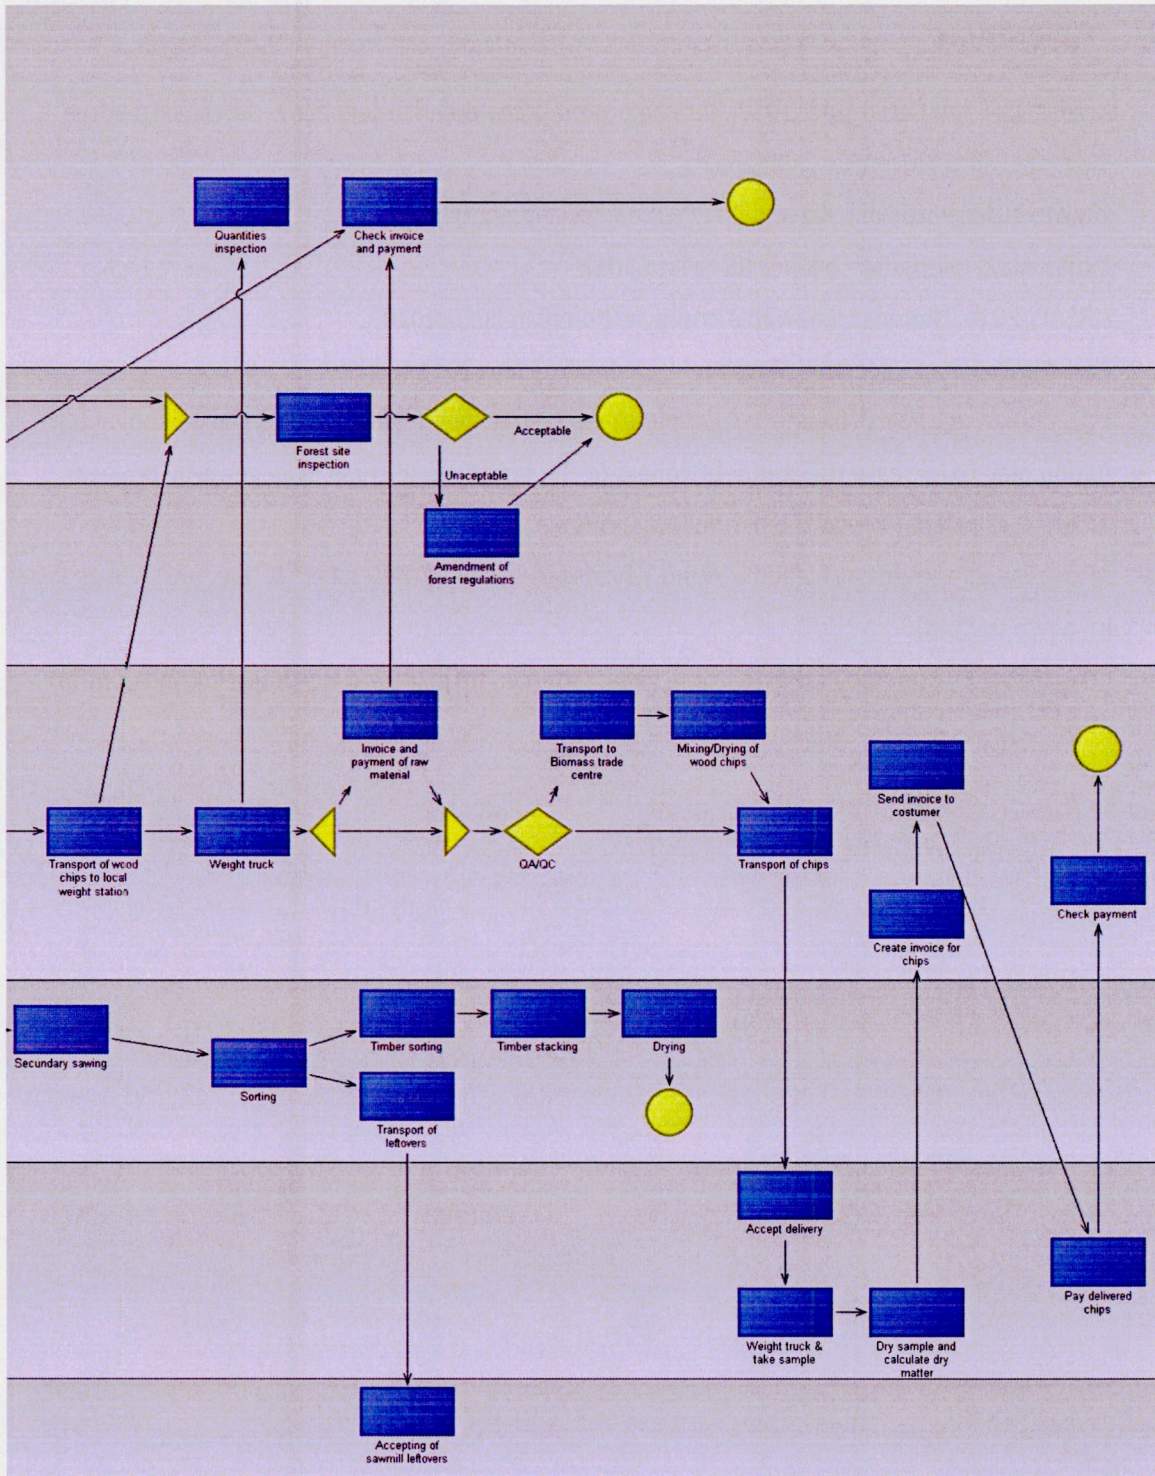 Quantities
inspection
Check invoice
and payment
Forest site
inspection
Acceptable
Unaceptable
Amendment of
forest regulations
Invoice and
payment of raw
material
Transport to
Biomass trade
centre
Mixing/Drying of
wood chips
Send invoice to
costumer
Transport of wood
chips to local
weight station
Weight truck
QA/QC
Transport of chips
Check payment
Create invoice for
chips
Secundary sawing
Sorting
Timber sorting
Timber stacking
Drying
Transport of
leftovers
Accept delivery
Pay delivered
chips
Weight truck &
take sample
Dry sample and
calculate dry
matter
Accepting of
sawmill leftovers